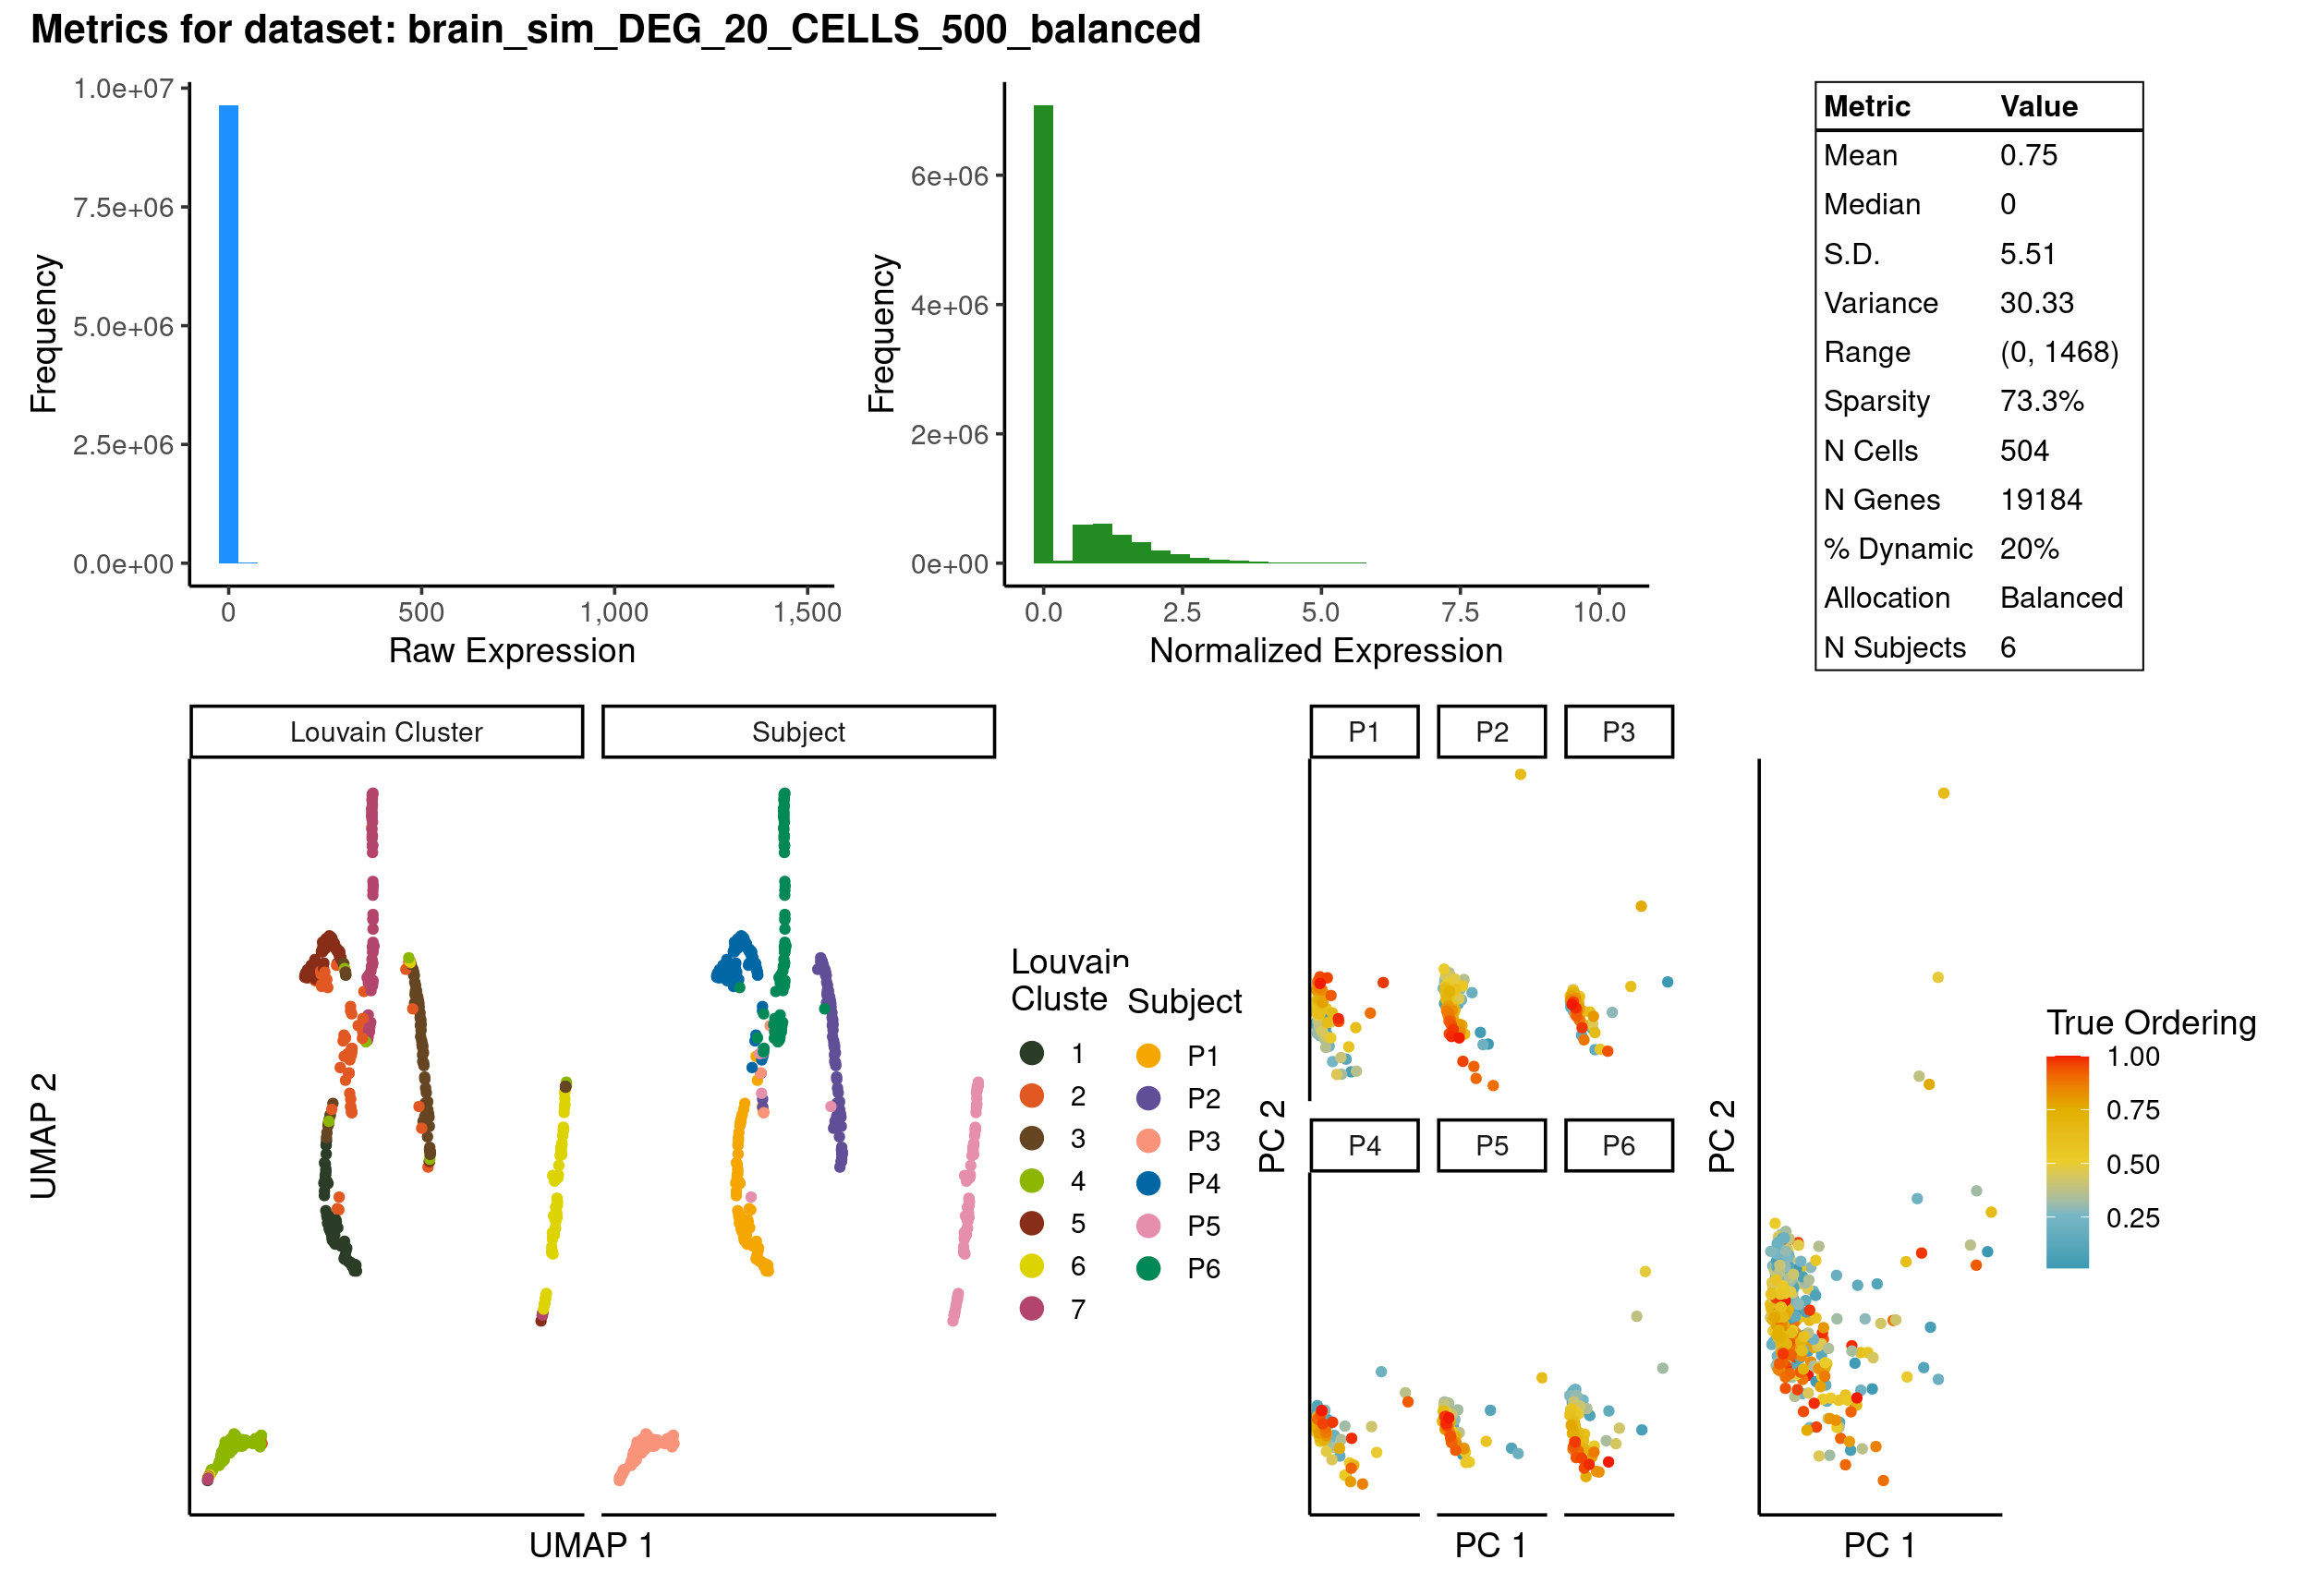 Metrics for dataset: brain_sim_DEG_20_CELLS_500_balanced
1.0e+07
7.5e+06
5.0e+06
2.5e+06
0.0e+00
Frequency
0
500
1,000
1,500
Raw Expression
6e+06
4e+06
2e+06
0e+00
Frequency
0.0
2.5
5.0
7.5
10.0
Normalized Expression
Metric Value
Mean 0.75
Median 0
S.D. 5.51
Variance 30.33
Range (0, 1468)
Sparsity 73.3%
N Cells 504
N Genes 19184
% Dynamic 20%
Allocation Balanced
N Subjects 6
Louvain Cluster
Subject
UMAP 2
UMAP 1
Louvain
Cluste
1
2
3
4
5
6
7
Subject
P1
P2
P3
P4
P5
P6
P1
P2
P3
P4
P5
P6
PC 2
PC 1
PC 2
PC 1
True Ordering
1.00
0.75
0.50
0.25